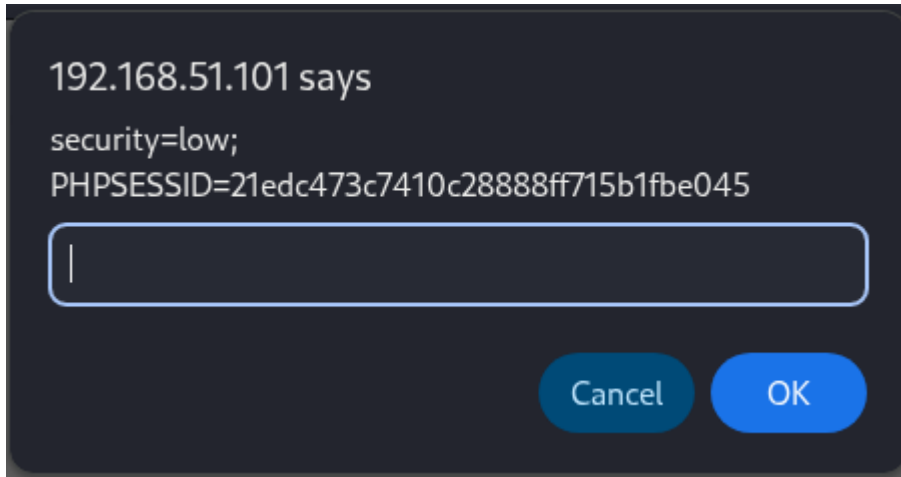 192.168.51.101 says
security=low;
PHPSESSID=21edc473c7410c28888ff715b1fbe045
Cancel
OK